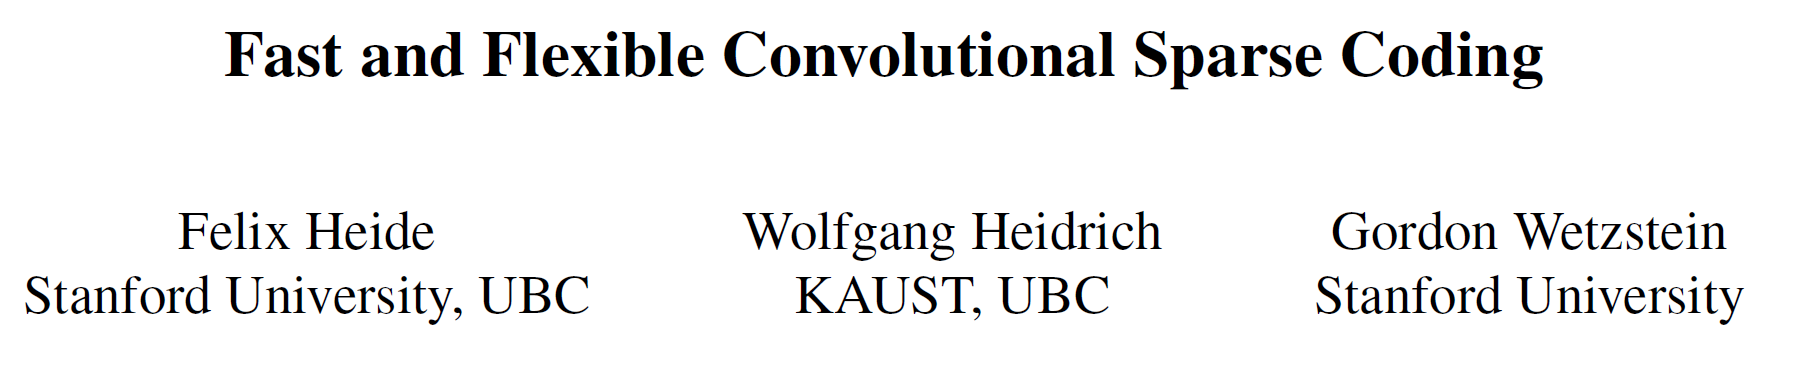 Fast and Flexible Convolutional Sparse Coding
Felix Heide
Stanford University, UBC
Wolfgang Heidrich
KAUST, UBC
Gordon Wetzstein
Stanford University